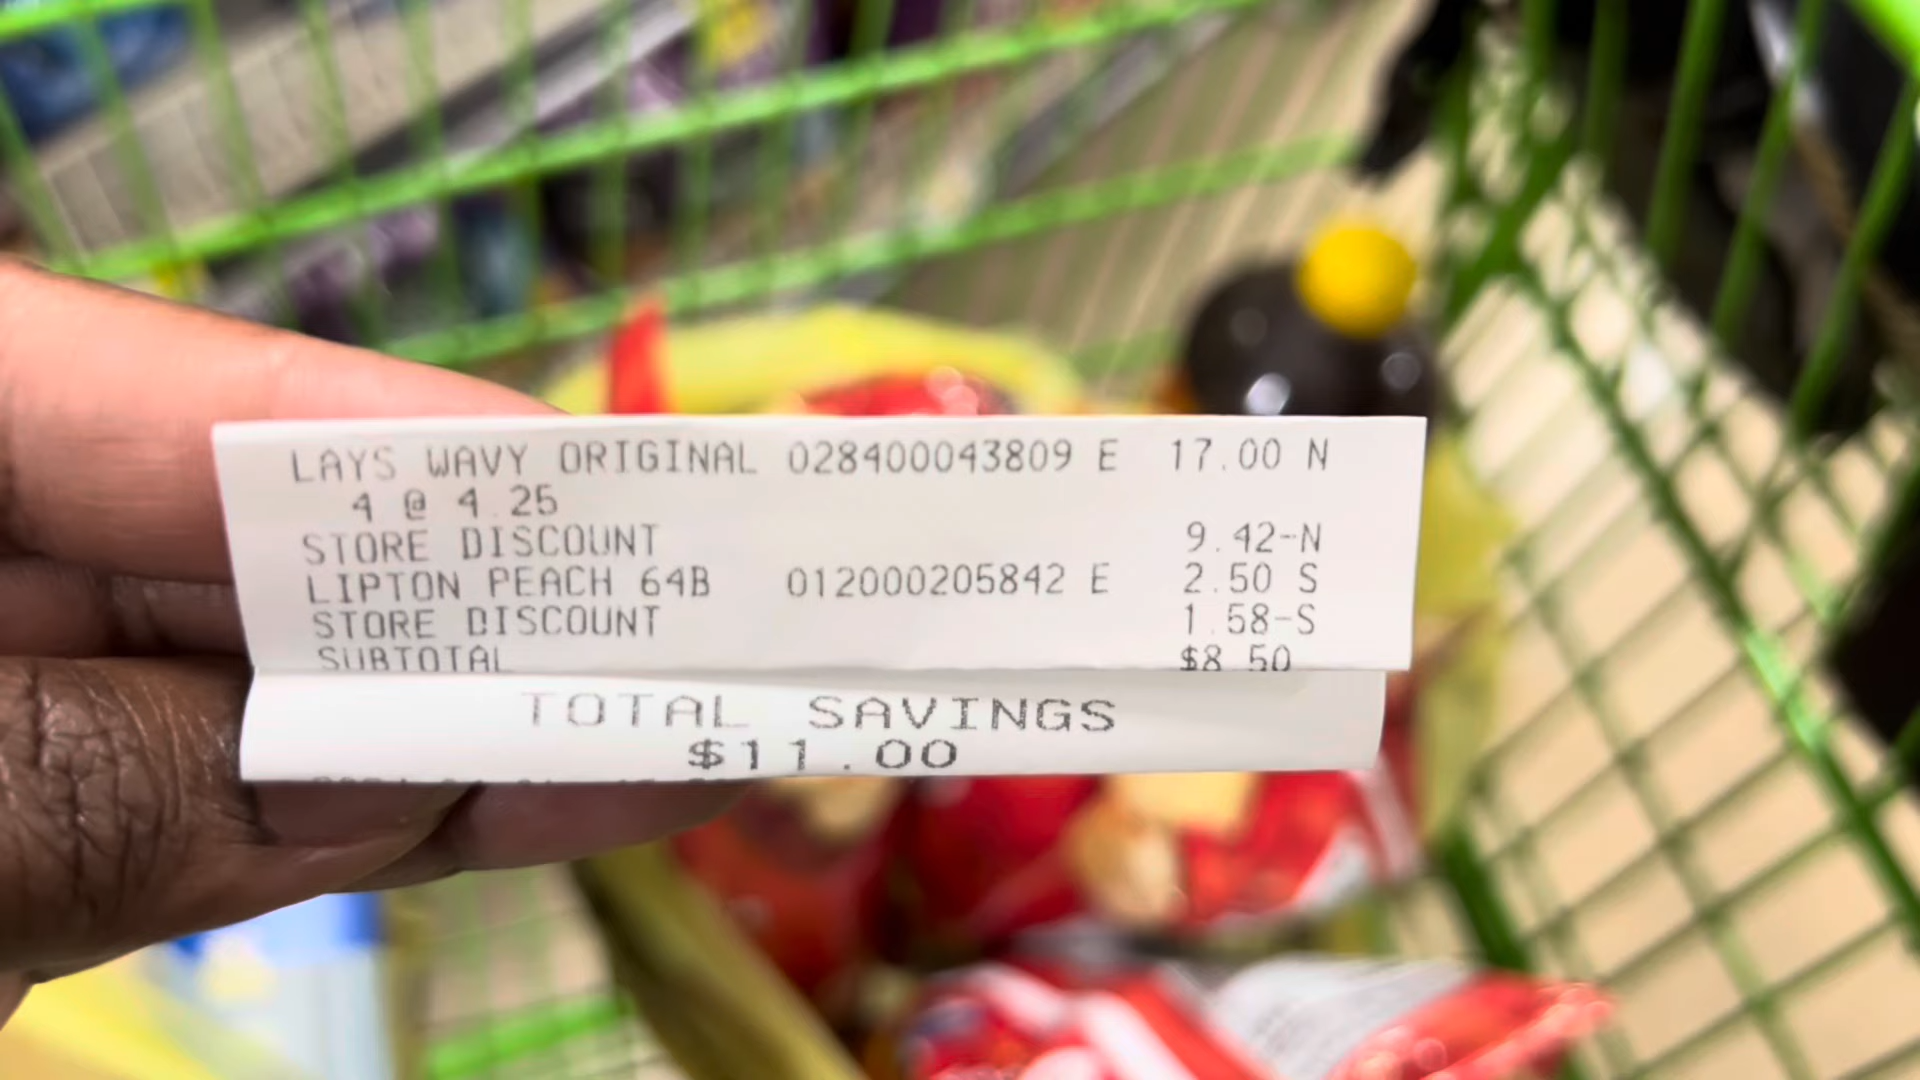 LAYS WAVY ORIGINAL 028400043809 E 17.00 N
4 @ 4.25
STORE DISCOUNT 9.42-N
LIPTON PEACH 64B 012000205842 E 2.50 S
STORE DISCOUNT 1.58-S
SUBTOTAL $8.50
TOTAL SAVINGS
$11.00